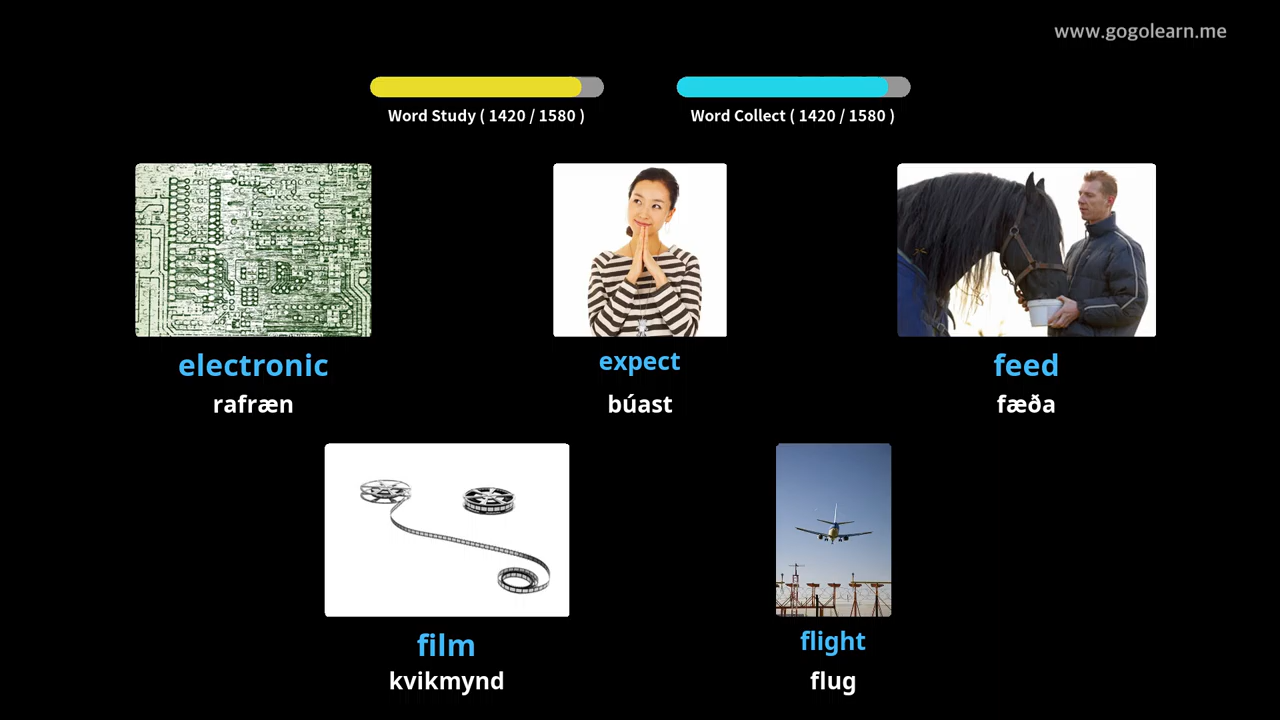 www.gogolearn.me
Word Study ( 1420 / 1580 )
Word Collect ( 1420 / 1580 )
electronic
rafræn
expect
búast
feed
fæða
film
kvikmynd
flight
flug